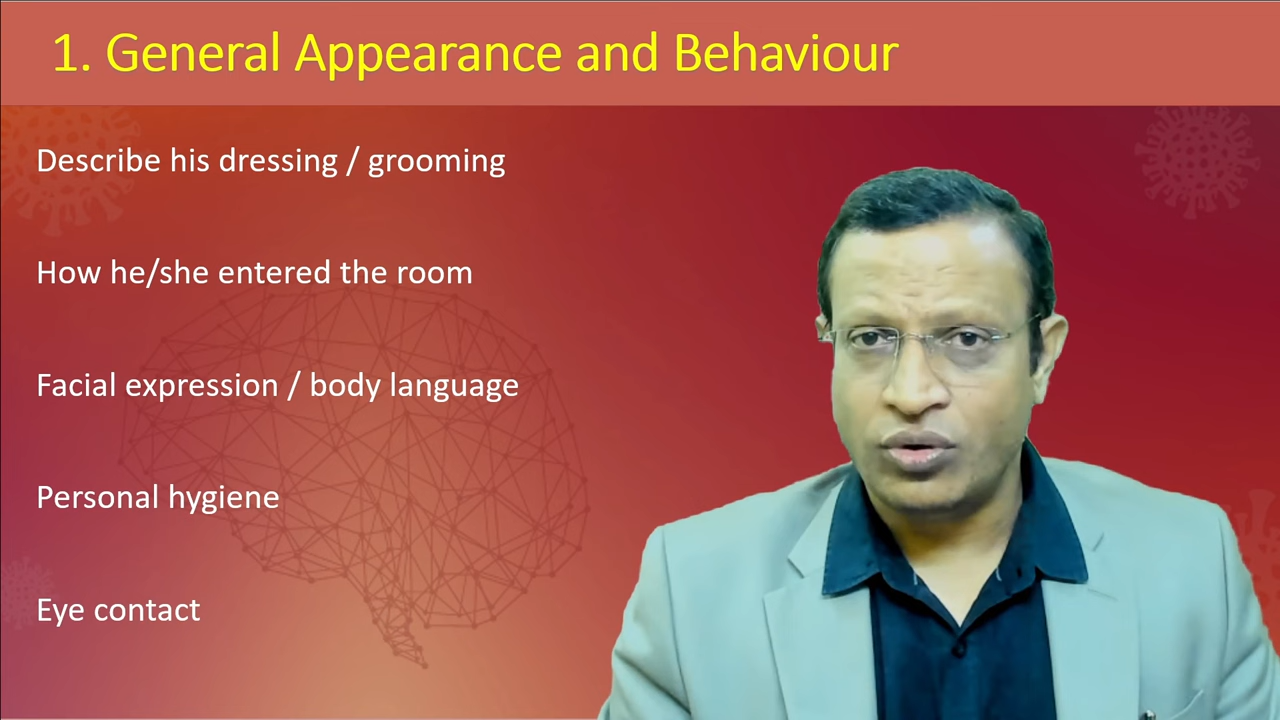 1. General Appearance and Behaviour
Describe his dressing / grooming
How he/she entered the room
Facial expression / body language
Personal hygiene
Eye contact